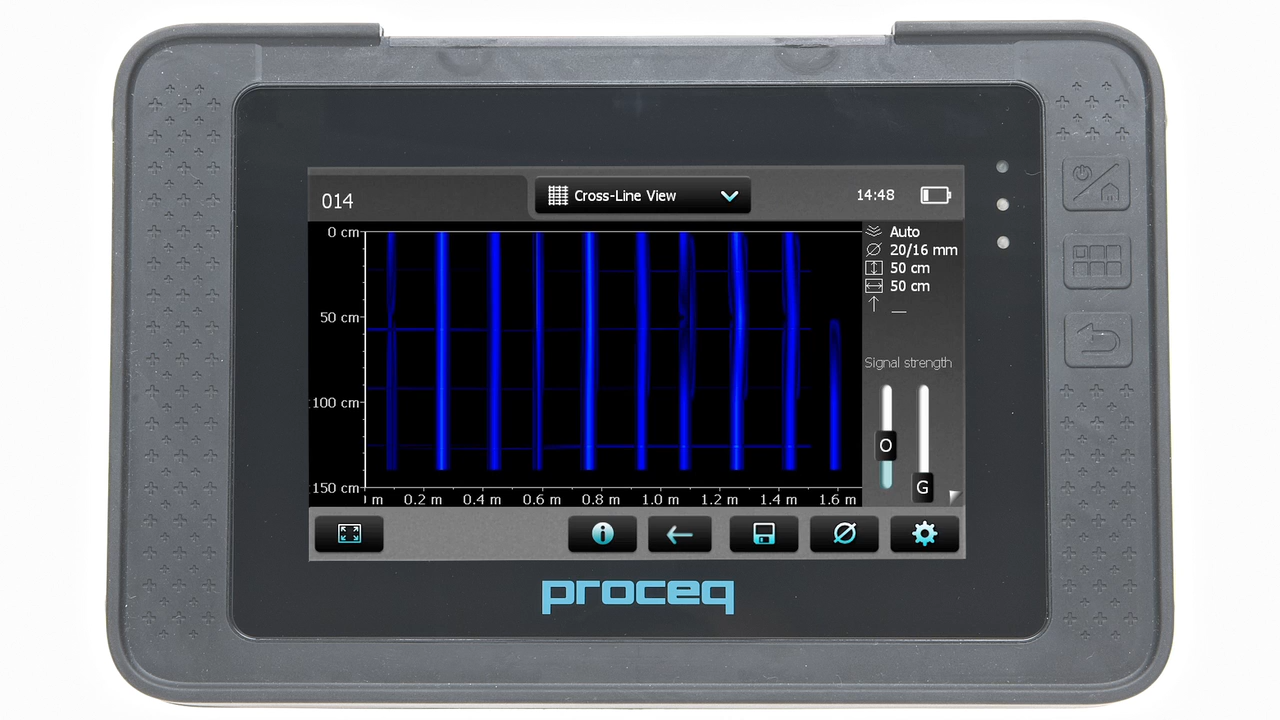 014
Cross-Line View
14:48
0 cm
50 cm
100 cm
150 cm
m
0.2 m
0.4 m
0.6 m
0.8 m
1.0 m
1.2 m
1.4 m
1.6 m
Auto
20/16 mm
50 cm
50 cm
Signal strength
O
G
proceq